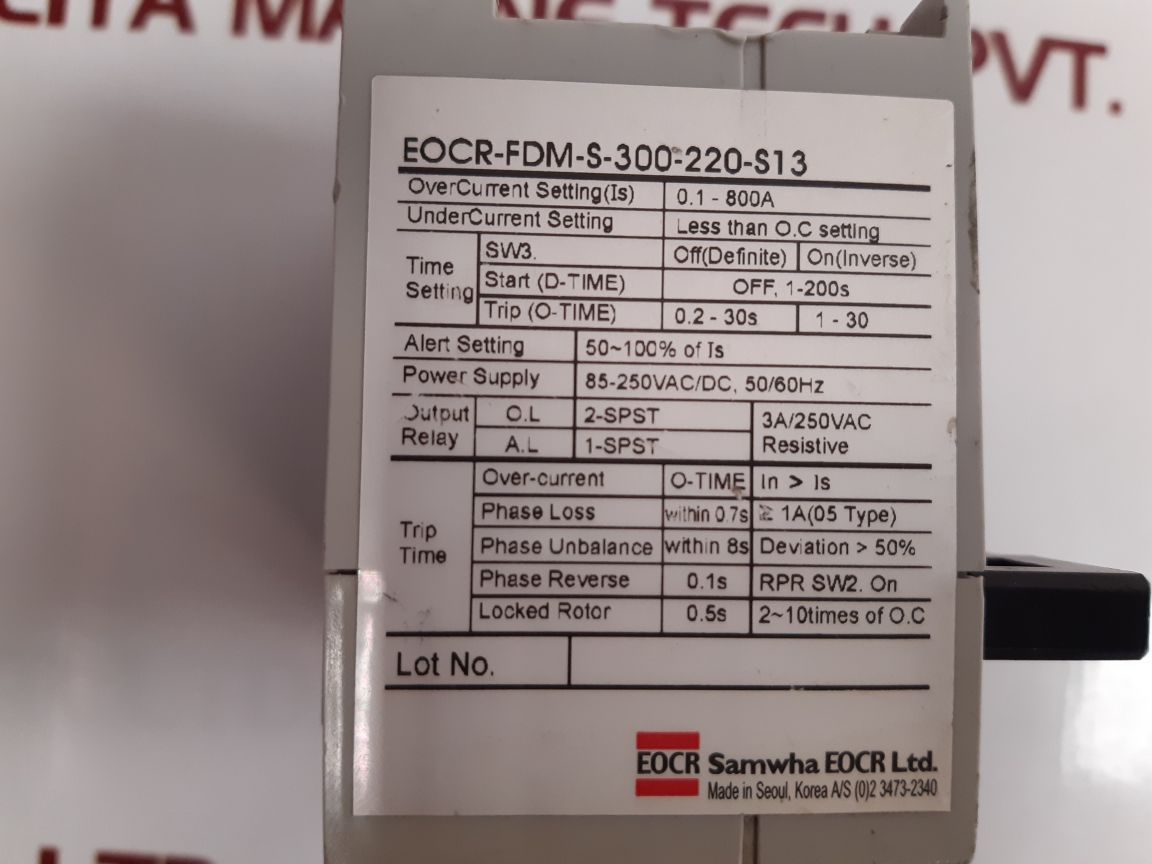 PVT.
EOCR-FDM-S-300-220-S13
OverCurrent Setting(Is) 0.1 - 800A
UnderCurrent Setting Less than O.C setting
Time Setting SW3. Off(Definite) On(Inverse)
Start (D-TIME) OFF, 1-200s
Trip (O-TIME) 0.2 - 30s 1 - 30
Alert Setting 50~100% of Is
Power Supply 85-250VAC/DC, 50/60Hz
Output Relay O.L 2-SPST 3A/250VAC Resistive
A.L 1-SPST
Trip Time Over-current O-TIME In > Is
Phase Loss within 0.7s ≥ 1A(05 Type)
Phase Unbalance within 8s Deviation > 50%
Phase Reverse 0.1s RPR SW2. On
Locked Rotor 0.5s 2~10times of O.C
Lot No.
EOCR Samwha EOCR Ltd.
Made in Seoul, Korea A/S (0)2 3473-2340